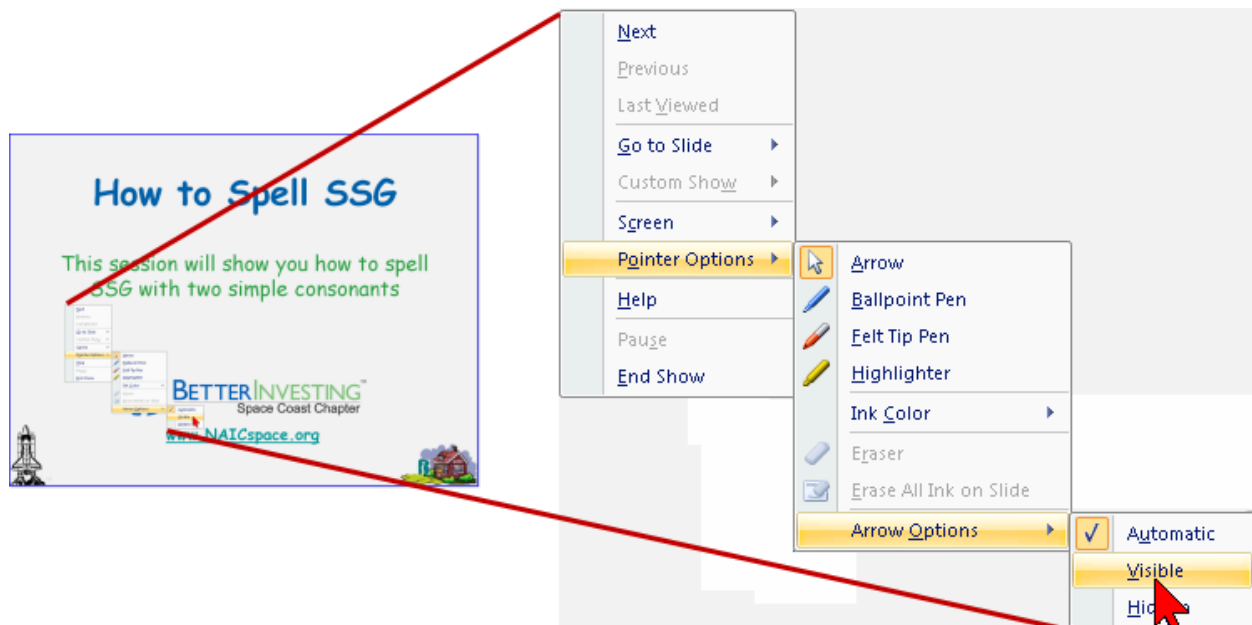 How to Spell SSG
This session will show you how to spell
SSG with two simple consonants
BETTERINVESTING™
Space Coast Chapter
www.NAICspace.org
Next
Previous
Last Viewed
Go to Slide
Custom Show
Screen
Pointer Options
Help
Pause
End Show
Arrow
Ballpoint Pen
Felt Tip Pen
Highlighter
Ink Color
Eraser
Erase All Ink on Slide
Arrow Options
Automatic
Visible